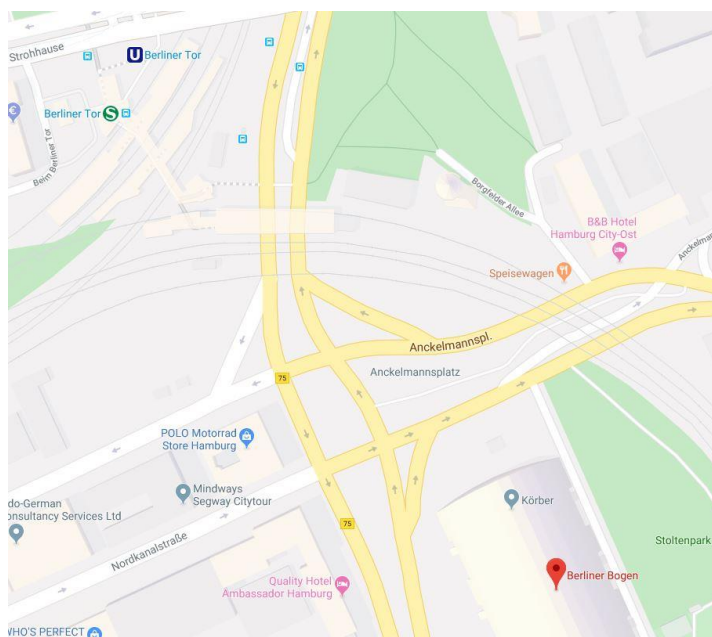 Strohhause
U Berliner Tor
Berliner Tor S
€
Beim Berliner Tor
Borgfelder Allee
B&B Hotel
Hamburg City-Ost
Speisewagen
Anckelmannspl.
Anckelmannsplatz
75
POLO Motorrad
Store Hamburg
Mindways
Segway Citytour
do-German
onsultancy Services Ltd
Nordkanalstraße
75
Körber
Stoltenpark
Berliner Bogen
Quality Hotel
Ambassador Hamburg
WHO'S PERFECT